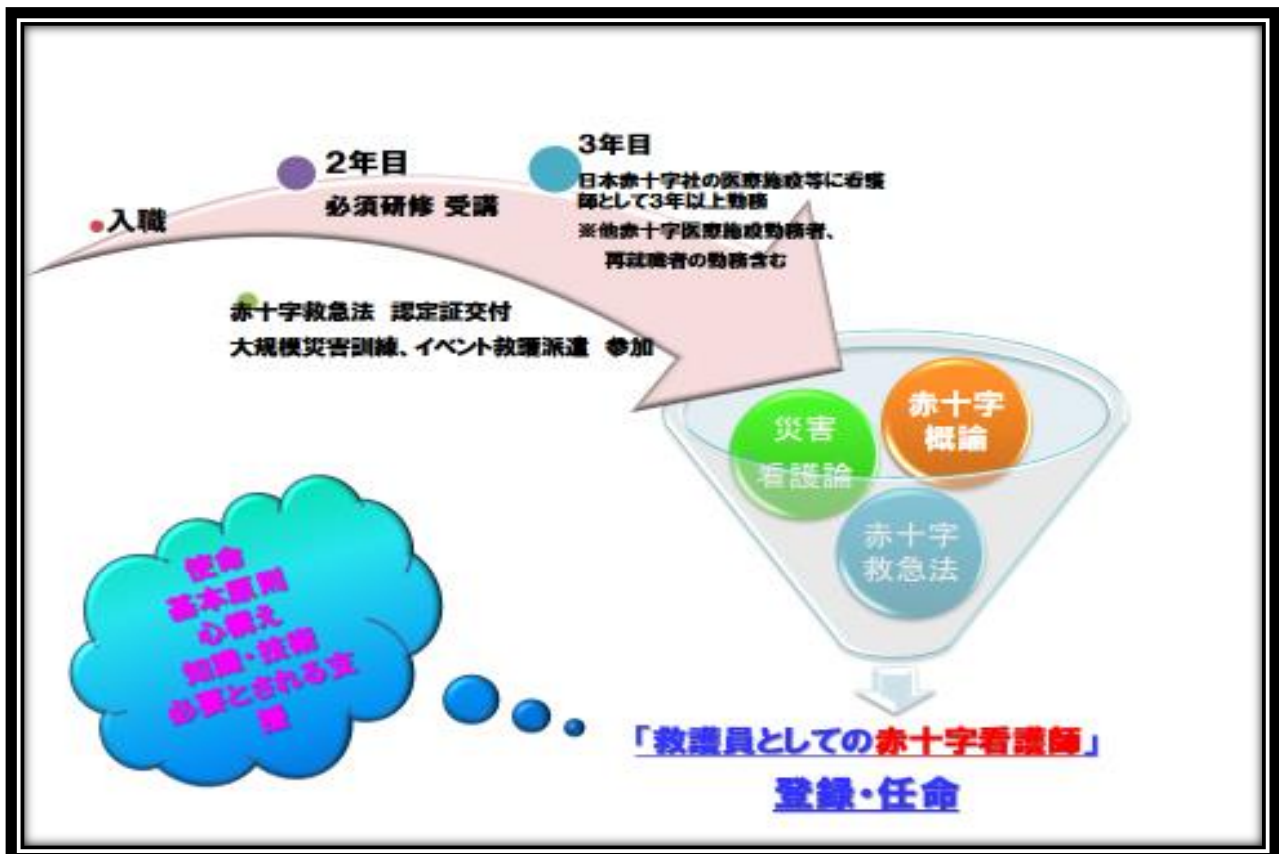 入職
2年目
必須研修 受講
3年目
日本赤十字社の医療施設等に看護
師として3年以上勤務
※他赤十字医療施設勤務者、
再就職者の勤務含む
赤十字救急法 認定証交付
大規模災害訓練、イベント救護派遣 参加
災害
看護論
赤十字
概論
赤十字
救急法
使命
基本原則
心構え
知識・技術
必要とされる支
援
「救護員としての赤十字看護師」
登録・任命